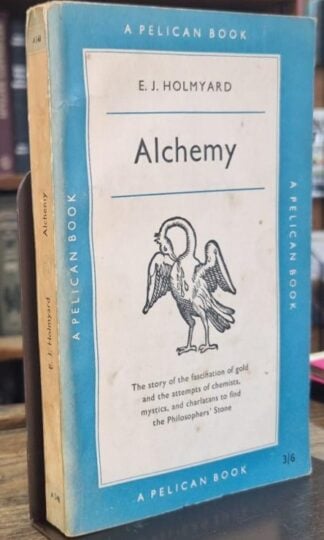 A PELICAN BOOK
E. J. HOLMYARD
Alchemy
A PELICAN BOOK
A PELICAN BOOK
The story of the fascination of gold
and the attempts of chemists,
mystics, and charlatans to find
the Philosophers' Stone
A PELICAN BOOK
3/6
E. J. Holmyard
Alchemy